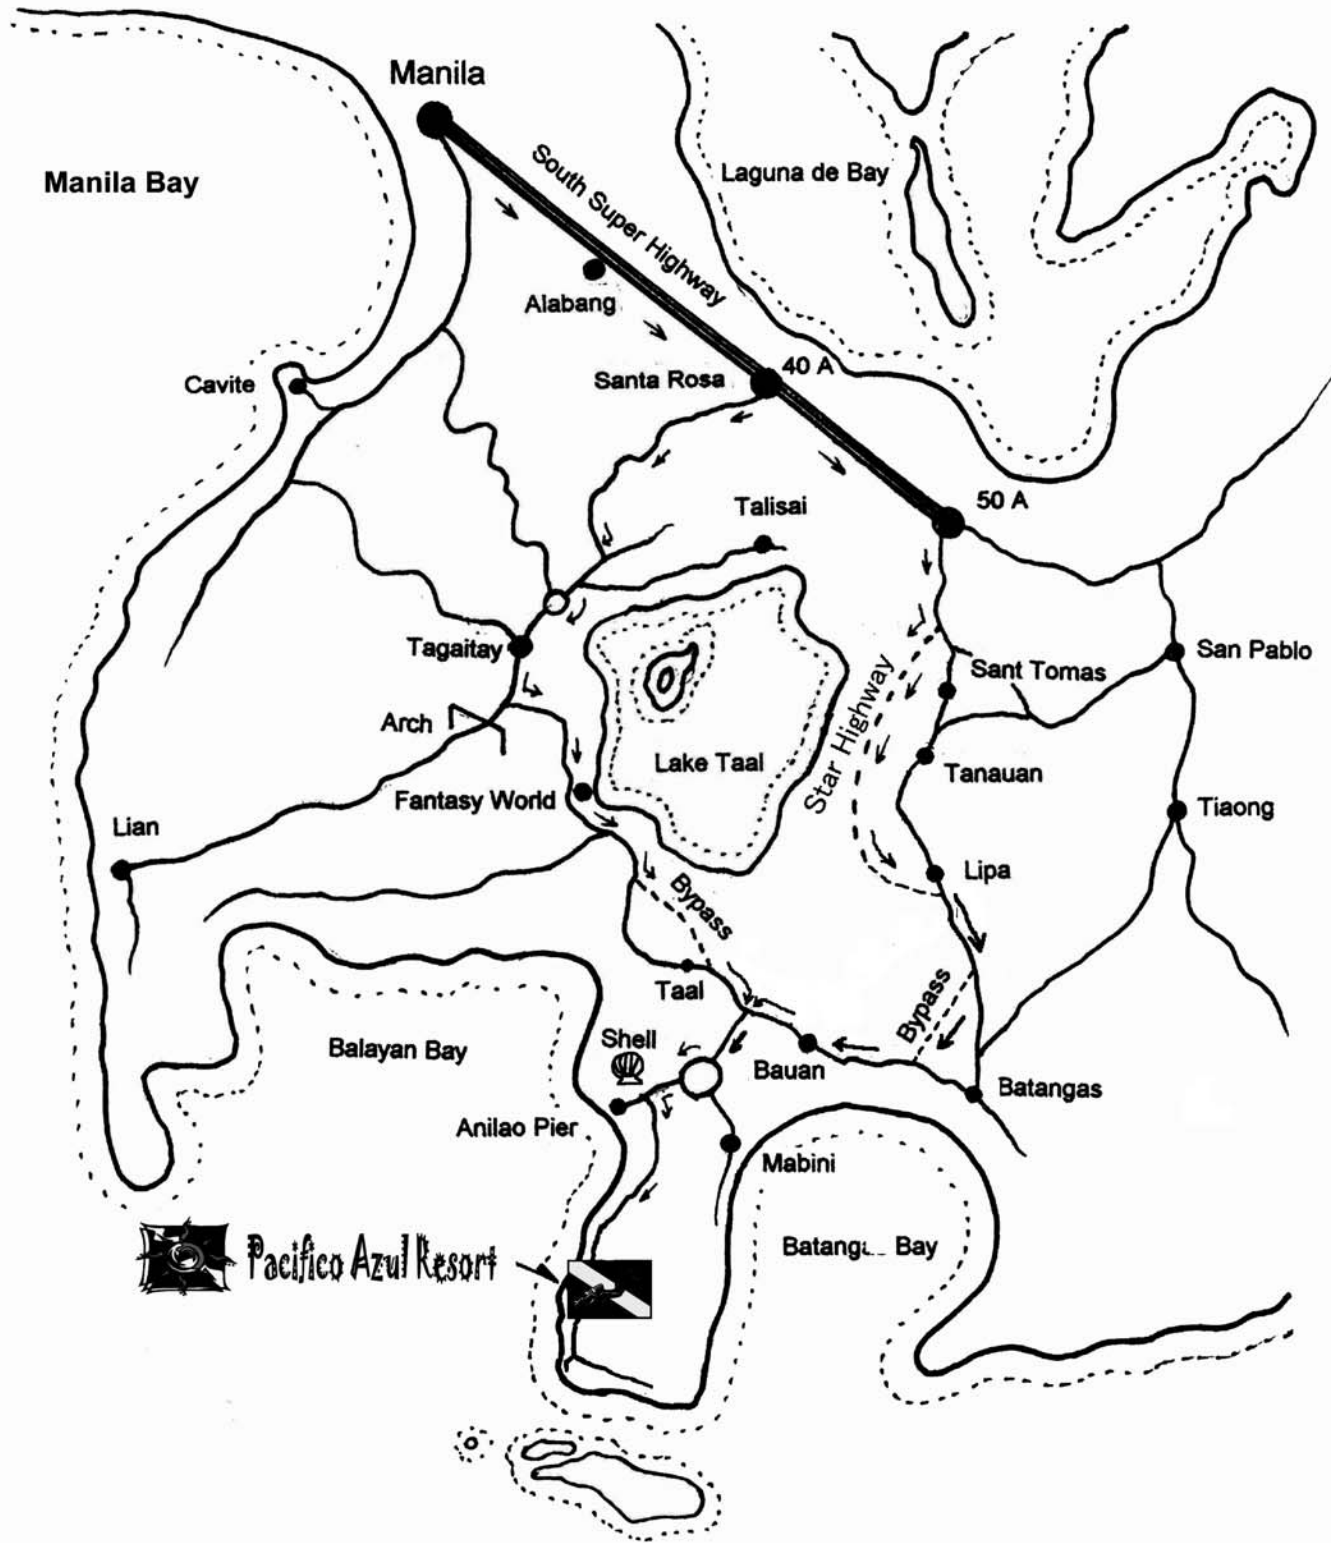 Manila
Manila Bay
South Super Highway
Laguna de Bay
Alabang
Cavite
Santa Rosa
40 A
50 A
Talisai
Tagaitay
Sant Tomas
San Pablo
Arch
Lake Taal
Star Highway
Tanauan
Fantasy World
Tiaong
Lian
Lipa
Bypass
Taal
Bypass
Shell
Balayan Bay
Bauan
Batangas
Anilao Pier
Mabini
Pacifico Azul Resort
Bay